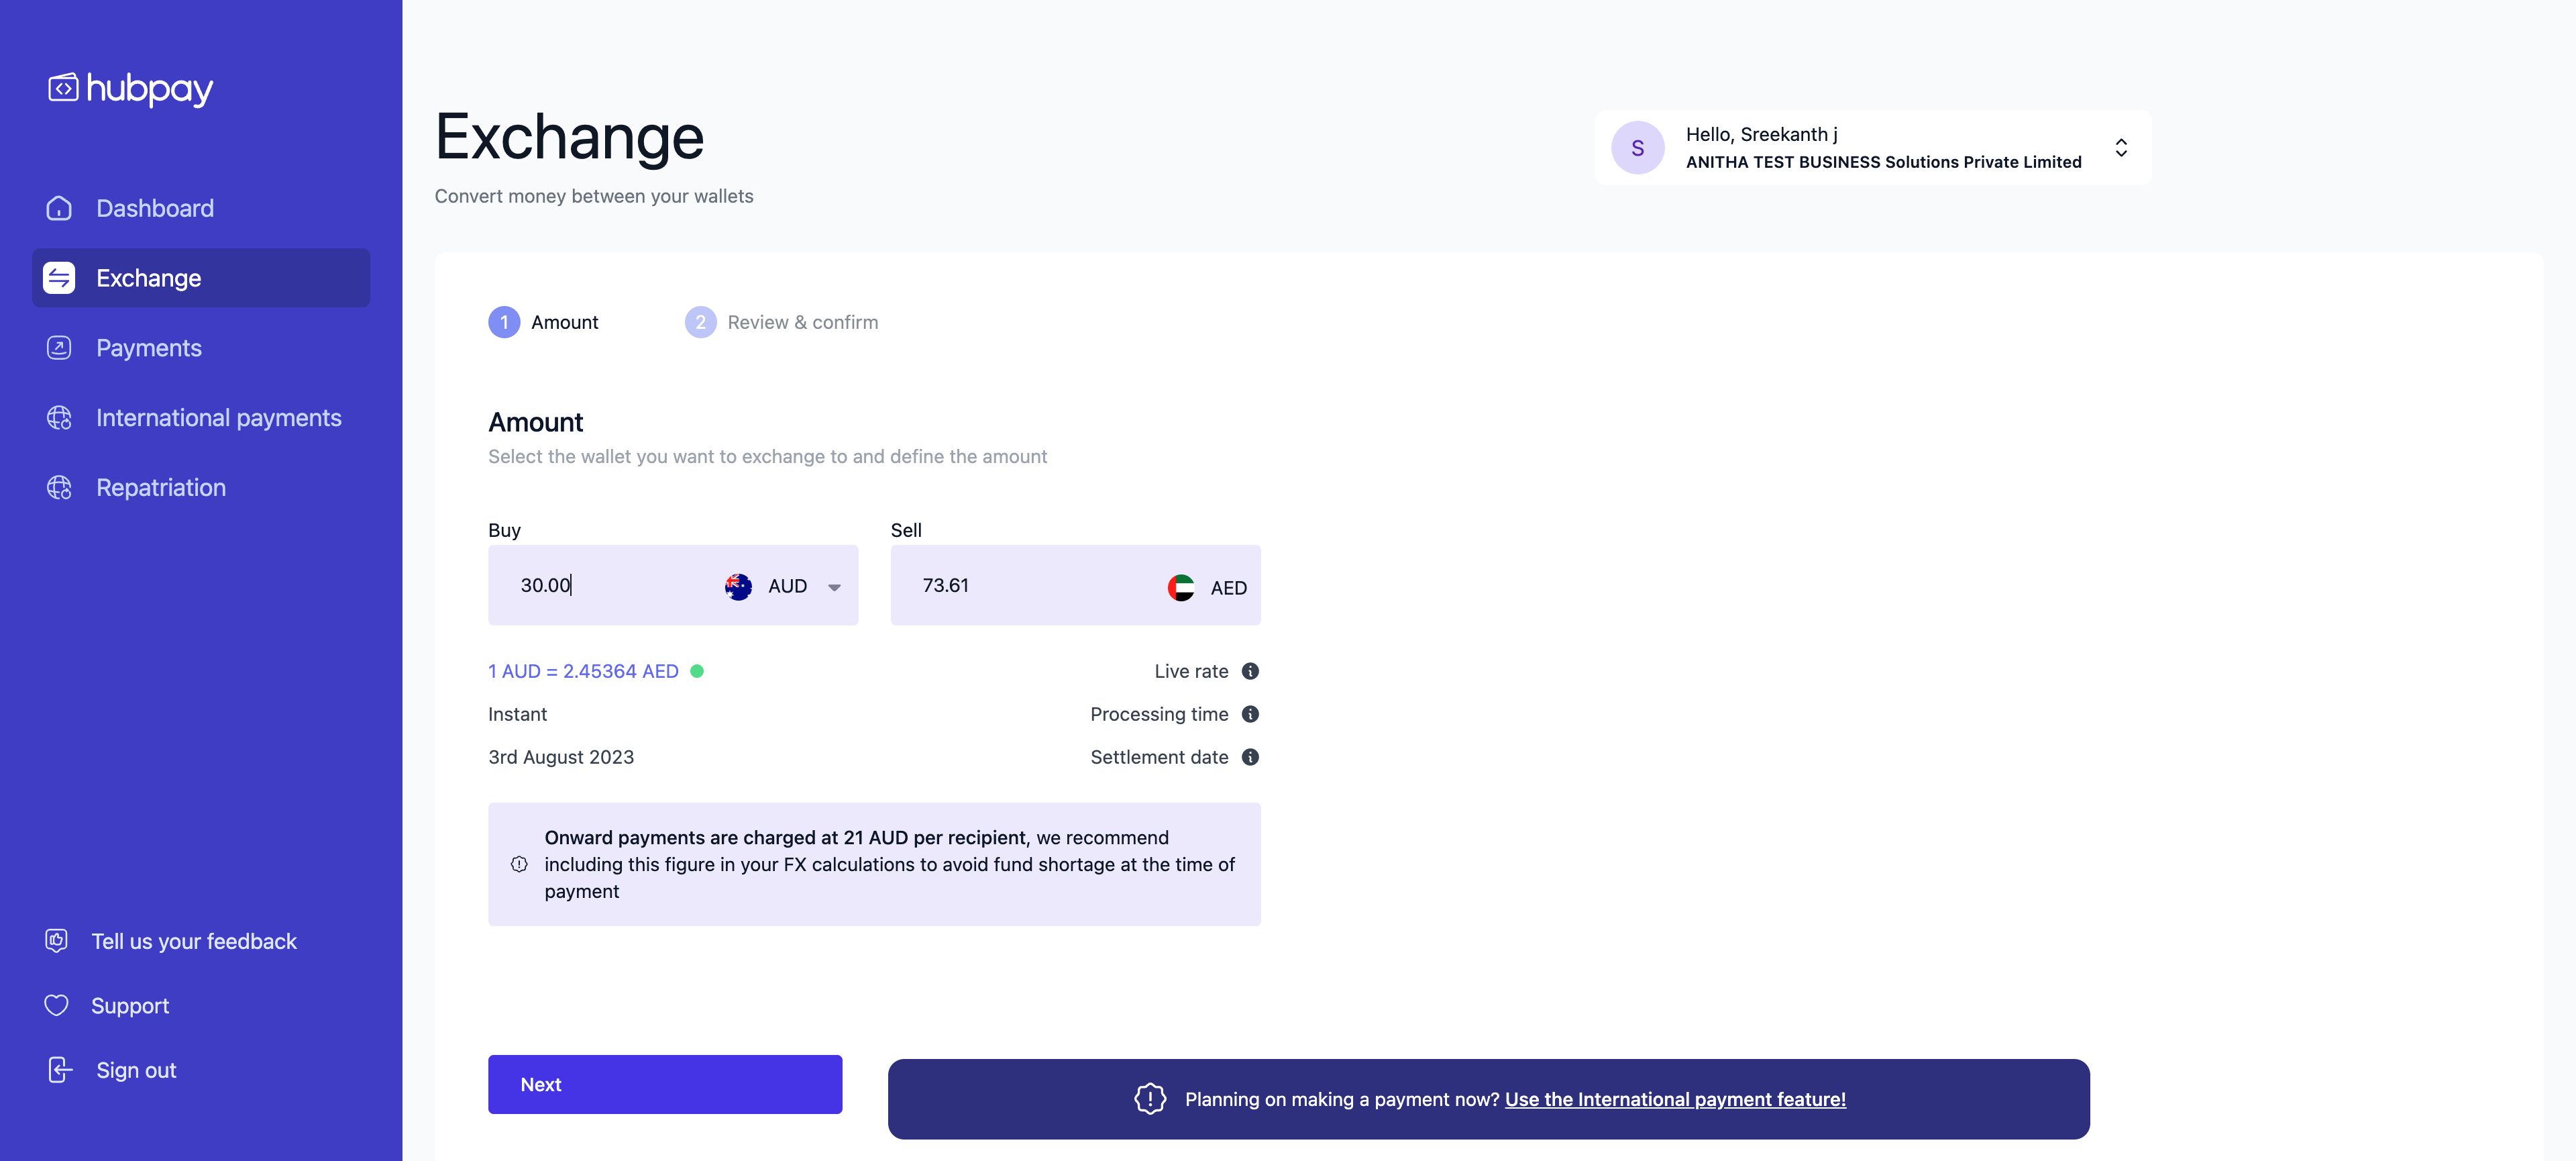 hubpay
Dashboard
Exchange
Payments
International payments
Repatriation
Tell us your feedback
Support
Sign out
Exchange
Convert money between your wallets
S
Hello, Sreekanth j
ANITHA TEST BUSINESS Solutions Private Limited
1 Amount
2 Review & confirm
Amount
Select the wallet you want to exchange to and define the amount
Buy
30.00 AUD
Sell
73.61 AED
1 AUD = 2.45364 AED Live rate
Instant Processing time
3rd August 2023 Settlement date
Onward payments are charged at 21 AUD per recipient, we recommend
including this figure in your FX calculations to avoid fund shortage at the time of
payment
Next
Planning on making a payment now? Use the International payment feature!